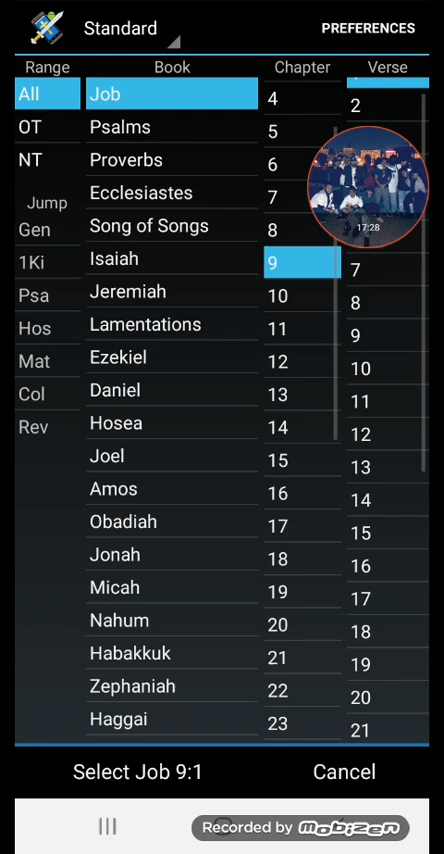 Standard PREFERENCES
Range Book Chapter Verse
All Job 4 2
OT Psalms 5
NT Proverbs 6
Ecclesiastes 7
Jump
Gen Song of Songs 8
17:28
1Ki Isaiah 9 7
Psa Jeremiah 10 8
Hos Lamentations 11 9
Mat Ezekiel 12 10
Col Daniel 13 11
Rev Hosea 14 12
Joel 15 13
Amos 16 14
Obadiah 17 15
Jonah 18 16
Micah 19 17
Nahum 20 18
Habakkuk 21 19
Zephaniah 22 20
Haggai 23 21
Select Job 9:1 Cancel
Recorded by MOBIZEN